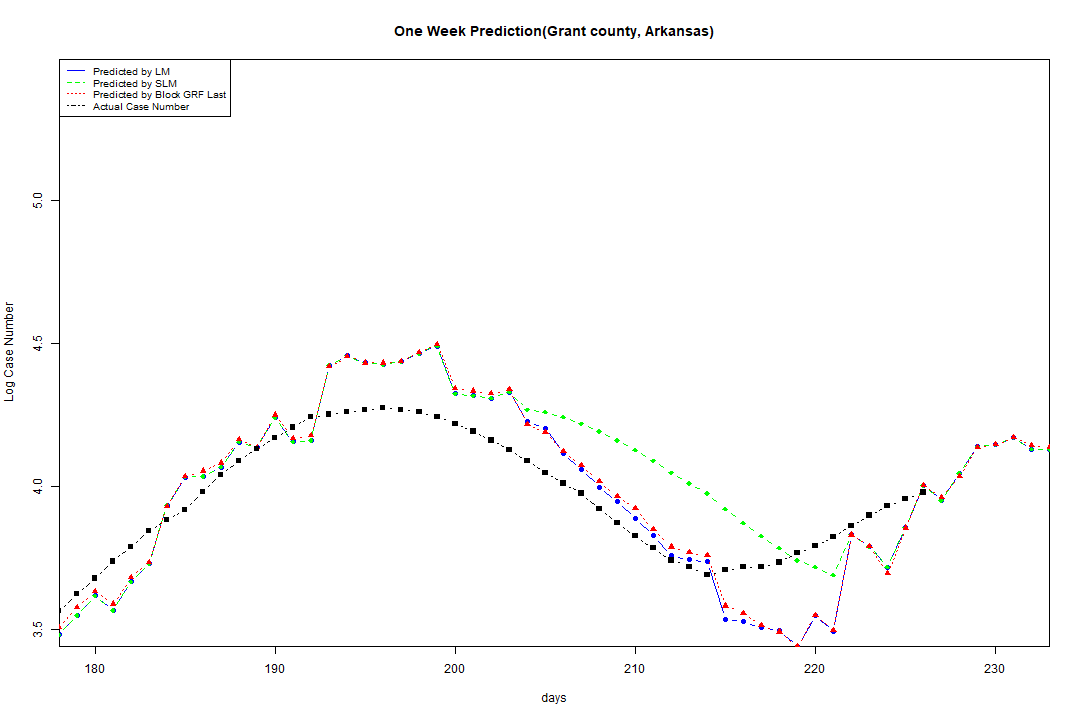 One Week Prediction(Grant county, Arkansas)
Predicted by LM
Predicted by SLM
Predicted by Block GRF Last
Actual Case Number
5.0
4.5
4.0
3.5
Log Case Number
180 190 200 210 220 230
days